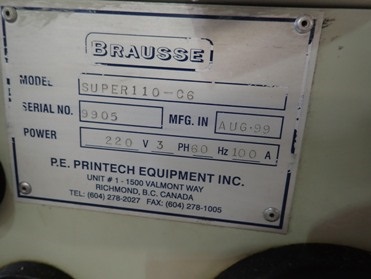 BRAUSSE
MODEL SUPER110-C6
SERIAL NO. 9905 MFG. IN AUG-99
POWER 220 V 3 PH 60 Hz 100 A
P.E. PRINTECH EQUIPMENT INC.
UNIT # 1 - 1500 VALMONT WAY
RICHMOND, B.C. CANADA
TEL: (604) 278-2027 FAX: (604) 278-1005